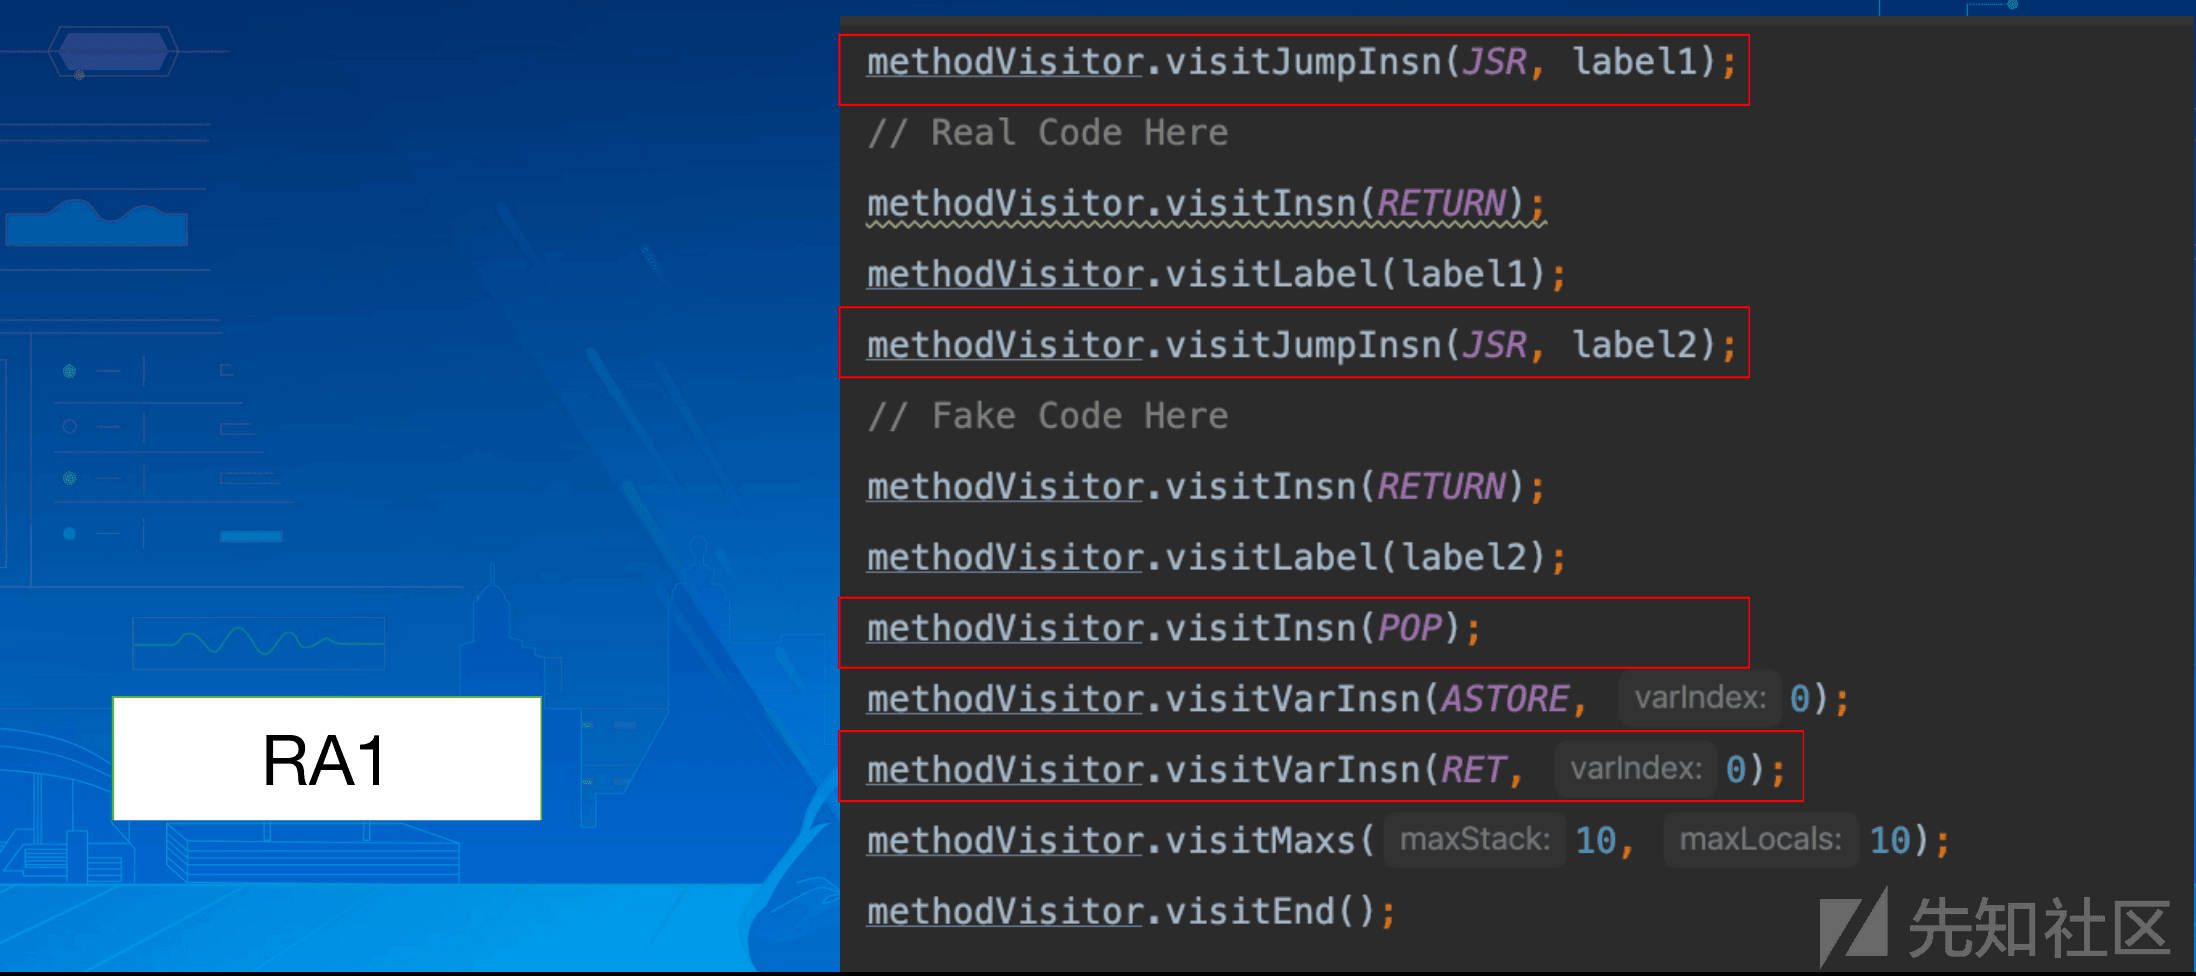 methodVisitor.visitJumpInsn(JSR, label1);
// Real Code Here
methodVisitor.visitInsn(RETURN);
methodVisitor.visitLabel(label1);
methodVisitor.visitJumpInsn(JSR, label2);
// Fake Code Here
methodVisitor.visitInsn(RETURN);
methodVisitor.visitLabel(label2);
methodVisitor.visitInsn(POP);
methodVisitor.visitVarInsn(ASTORE, varIndex: 0);
methodVisitor.visitVarInsn(RET, varIndex: 0);
methodVisitor.visitMaxs( maxStack: 10, maxLocals: 10);
methodVisitor.visitEnd();
RA1
先知社区